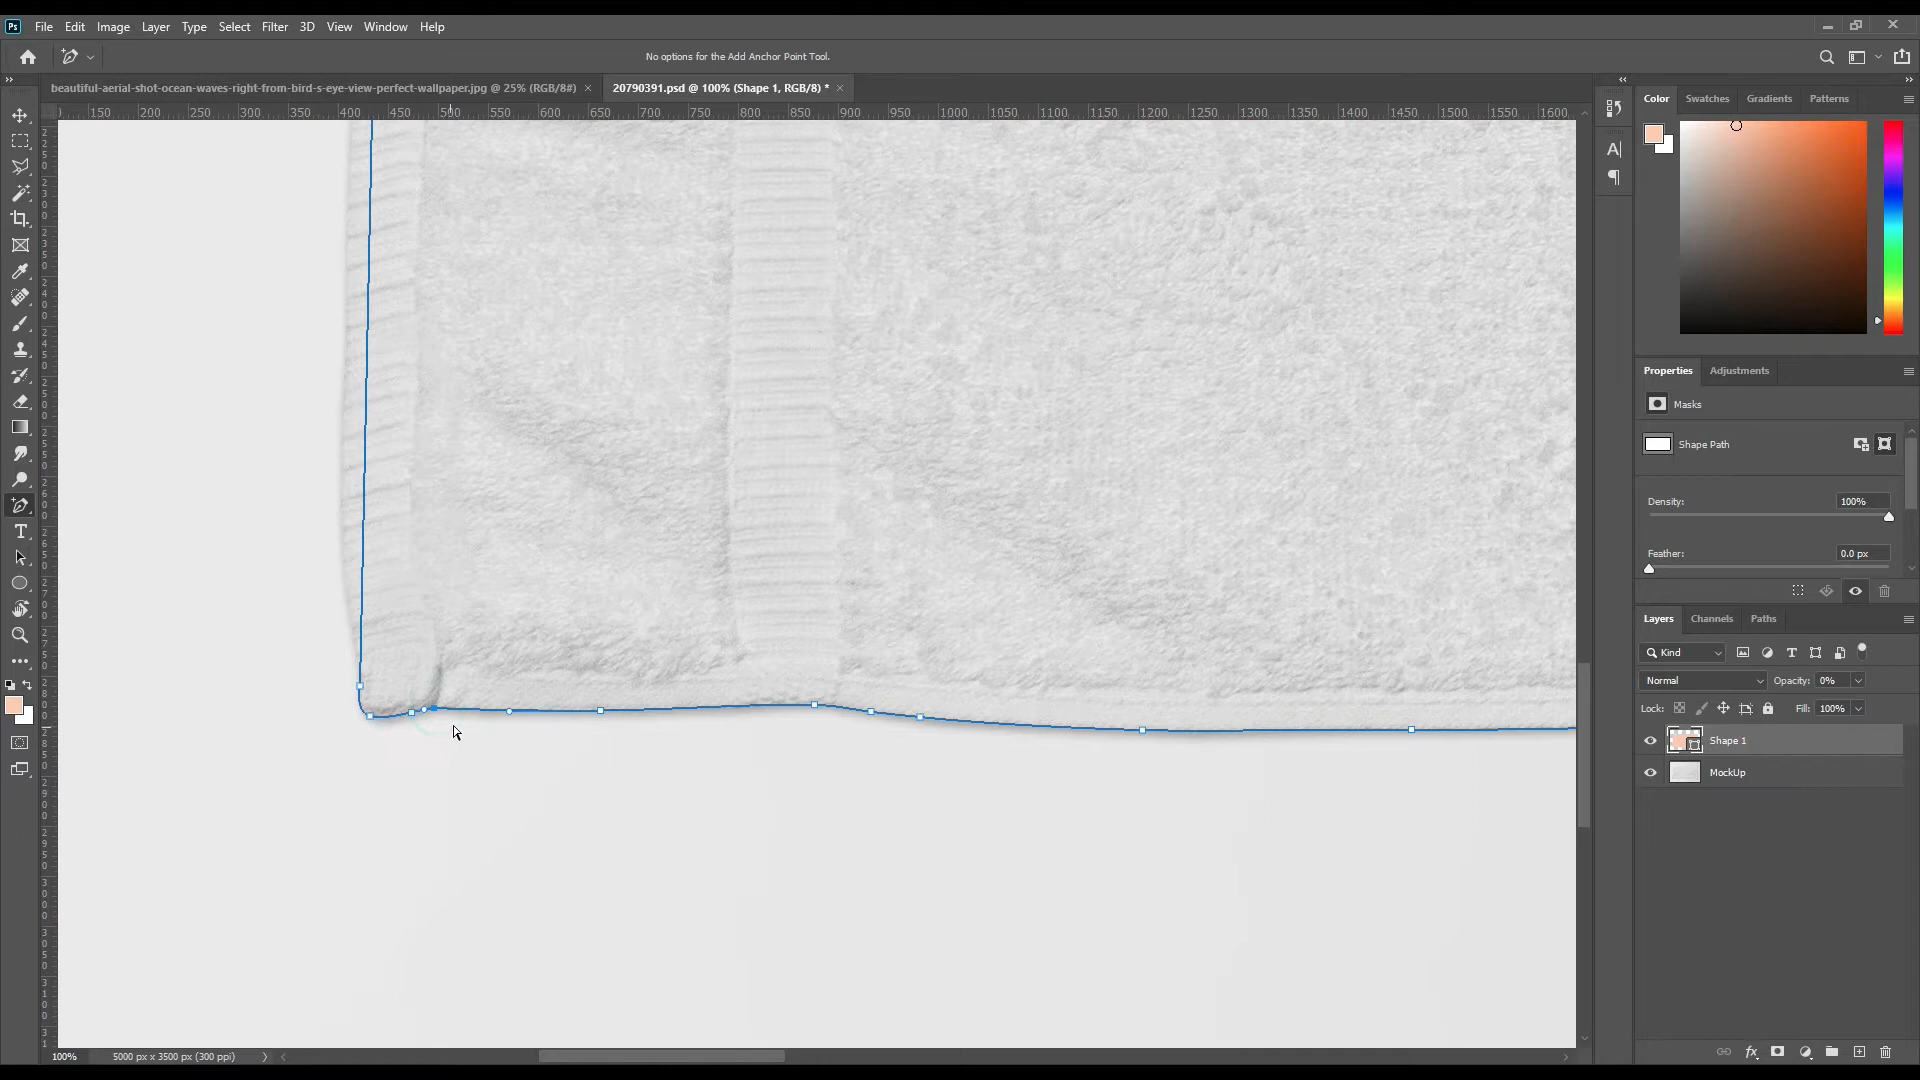 Ps File Edit Image Layer Type Select Filter 3D View Window Help
No options for the Add Anchor Point Tool.
beautiful-aerial-shot-ocean-waves-right-from-bird-s-eye-view-perfect-wallpaper.jpg @ 25% (RGB/8#) 20790391.psd @ 100% (Shape 1, RGB/8) *
150 200 250 300 350 400 450 500 550 600 650 700 750 800 850 900 950 1000 1050 1100 1150 1200 1250 1300 1350 1400 1450 1500 1550 1600
Color Swatches Gradients Patterns
Properties Adjustments
Masks
Shape Path
Density: 100%
Feather: 0.0 px
Layers Channels Paths
Kind
Normal Opacity: 0%
Lock: Fill: 100%
Shape 1
MockUp
100% 5000 px x 3500 px (300 ppi)